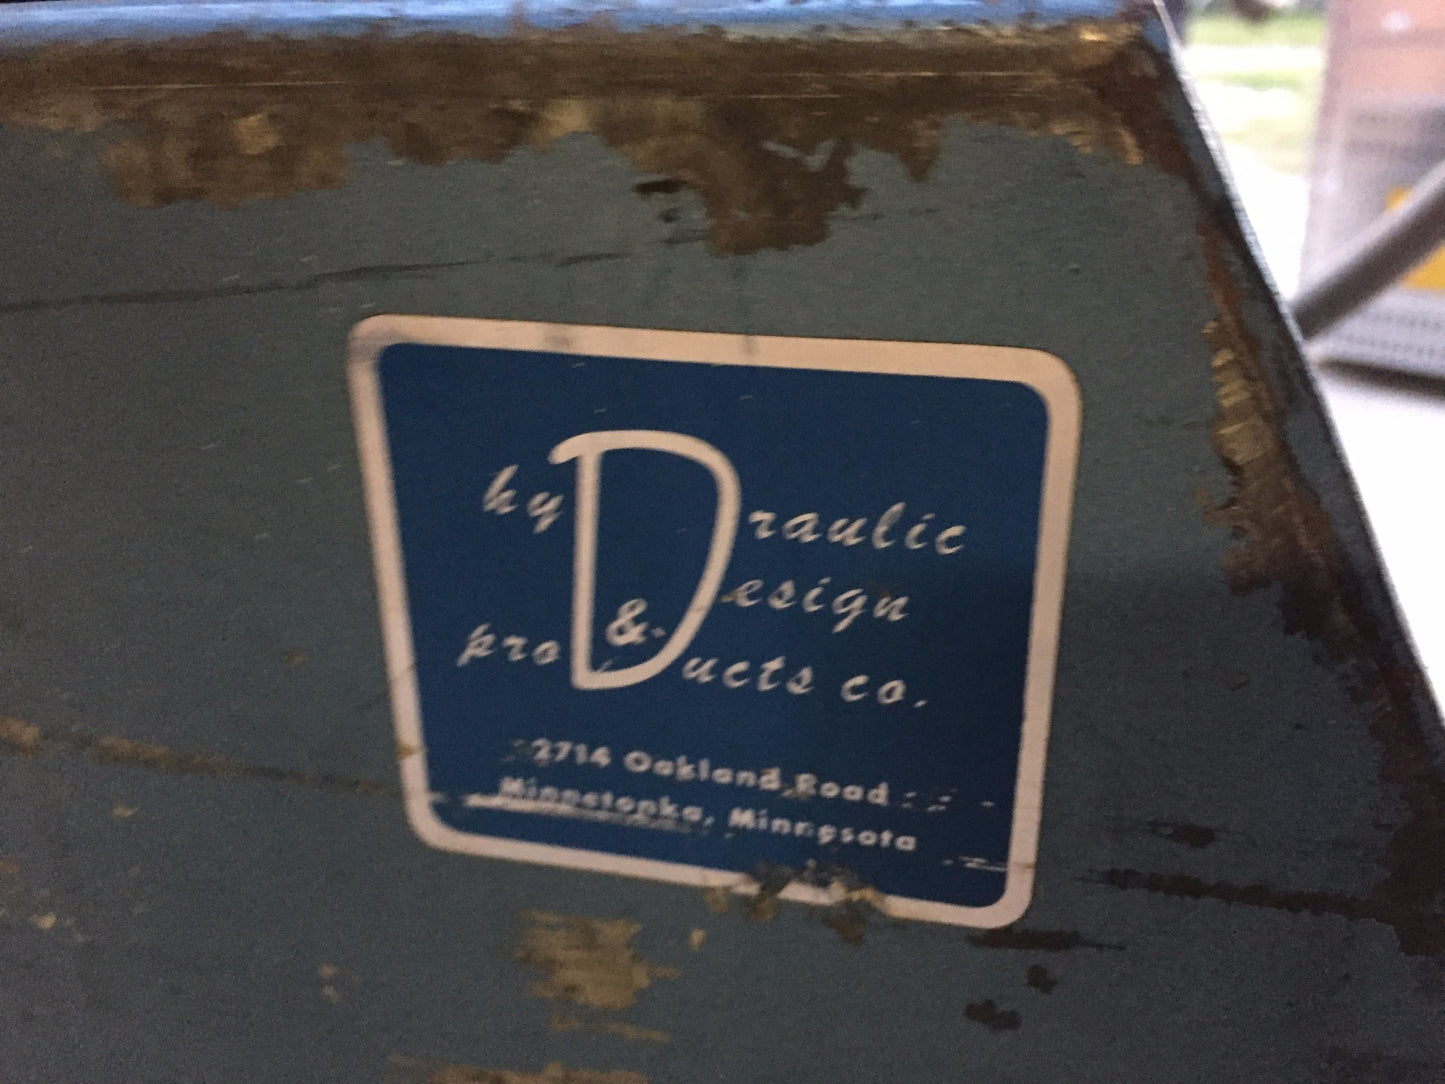 hyDraulic
Design
& proDucts co.
2714 Oakland Road
Minnetonka, Minnesota